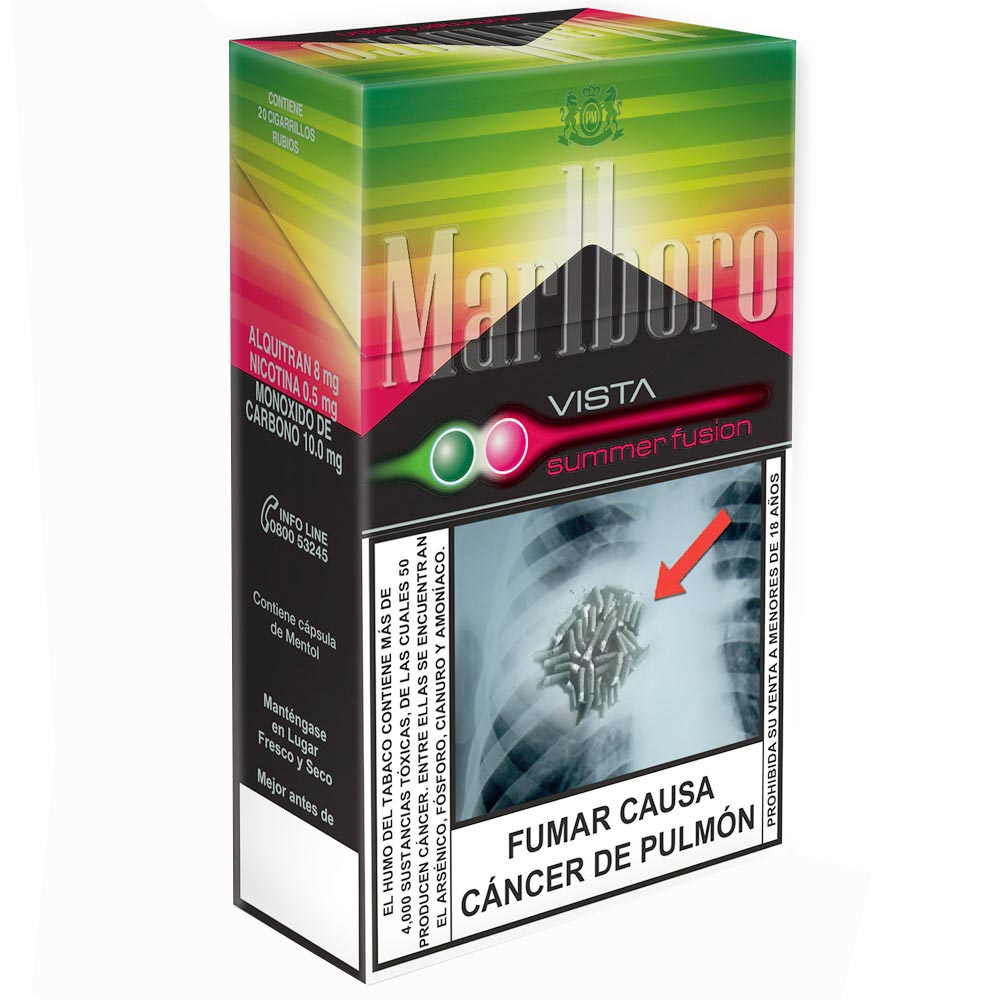 CONTIENE
20 CIGARRILLOS
RUBIOS
ALQUITRAN 8 mg
NICOTINA 0.5 mg
MONOXIDO DE
CARBONO 10.0 mg
INFO LINE
0800 53245
Contiene cápsula
de Mentol
Manténgase
en Lugar
Fresco y Seco
Mejor antes de
PM
Marlboro
VISTA
summer fusion
EL HUMO DEL TABACO CONTIENE MÁS DE
4,000 SUSTANCIAS TÓXICAS, DE LAS CUALES 50
PRODUCEN CÁNCER. ENTRE ELLAS SE ENCUENTRAN
EL ARSÉNICO, FÓSFORO, CIANURO Y AMONÍACO.
PROHIBIDA SU VENTA A MENORES DE 18 AÑOS
FUMAR CAUSA
CÁNCER DE PULMÓN